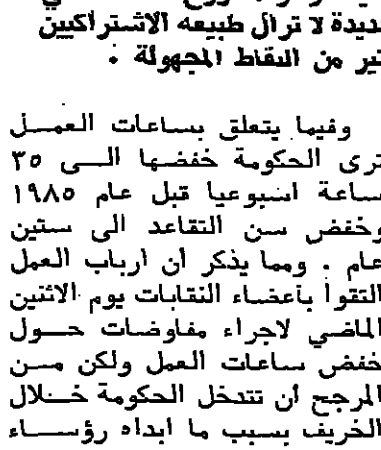 جديدة لا تزال طبيعه الاشتراكيين
ثير من النقاط المجهولة .
وفيما يتعلق بساعات العمل
ترى الحكومة خفضها الى ٣٥
ساعة اسبوعيا قبل عام ١٩٨٥
وخفض سن التقاعد الى ستين
عام . ومما يذكر أن ارباب العمل
التقوا بأعضاء النقابات يوم الاثنين
الماضي لاجراء مفاوضات حول
خفض ساعات العمل ولكن من
المرجح أن تتدخل الحكومة خلال
الخريف بسبب ما ابداه رؤساء